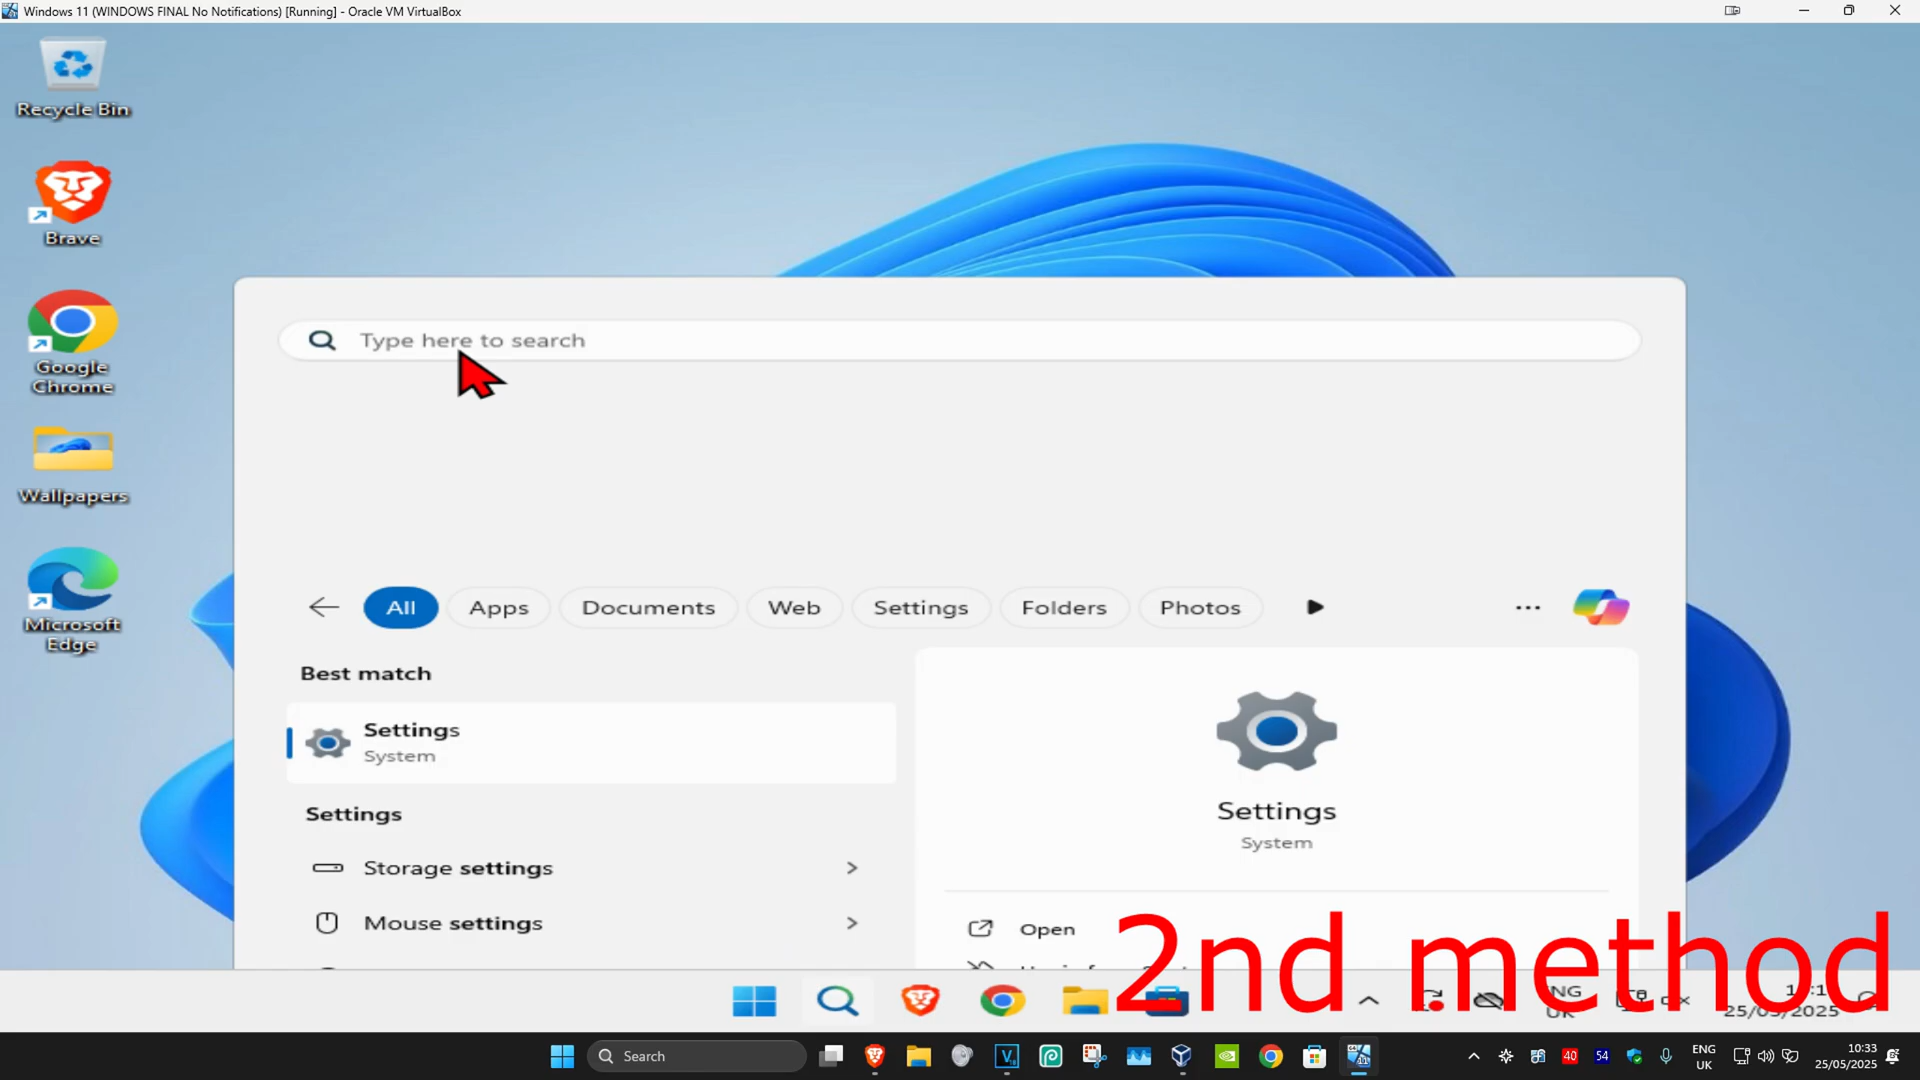 Windows 11 (WINDOWS FINAL No Notifications) [Running] - Oracle VM VirtualBox
Recycle Bin
Brave
Google
Chrome
Wallpapers
Microsoft
Edge
Type here to search
All
Apps
Documents
Web
Settings
Folders
Photos
Best match
Settings
System
Settings
Storage settings
Mouse settings
Settings
System
Open
2nd method
ENG
UK
25/05/2025
Search
40
54
ENG
UK
10:33
25/05/2025